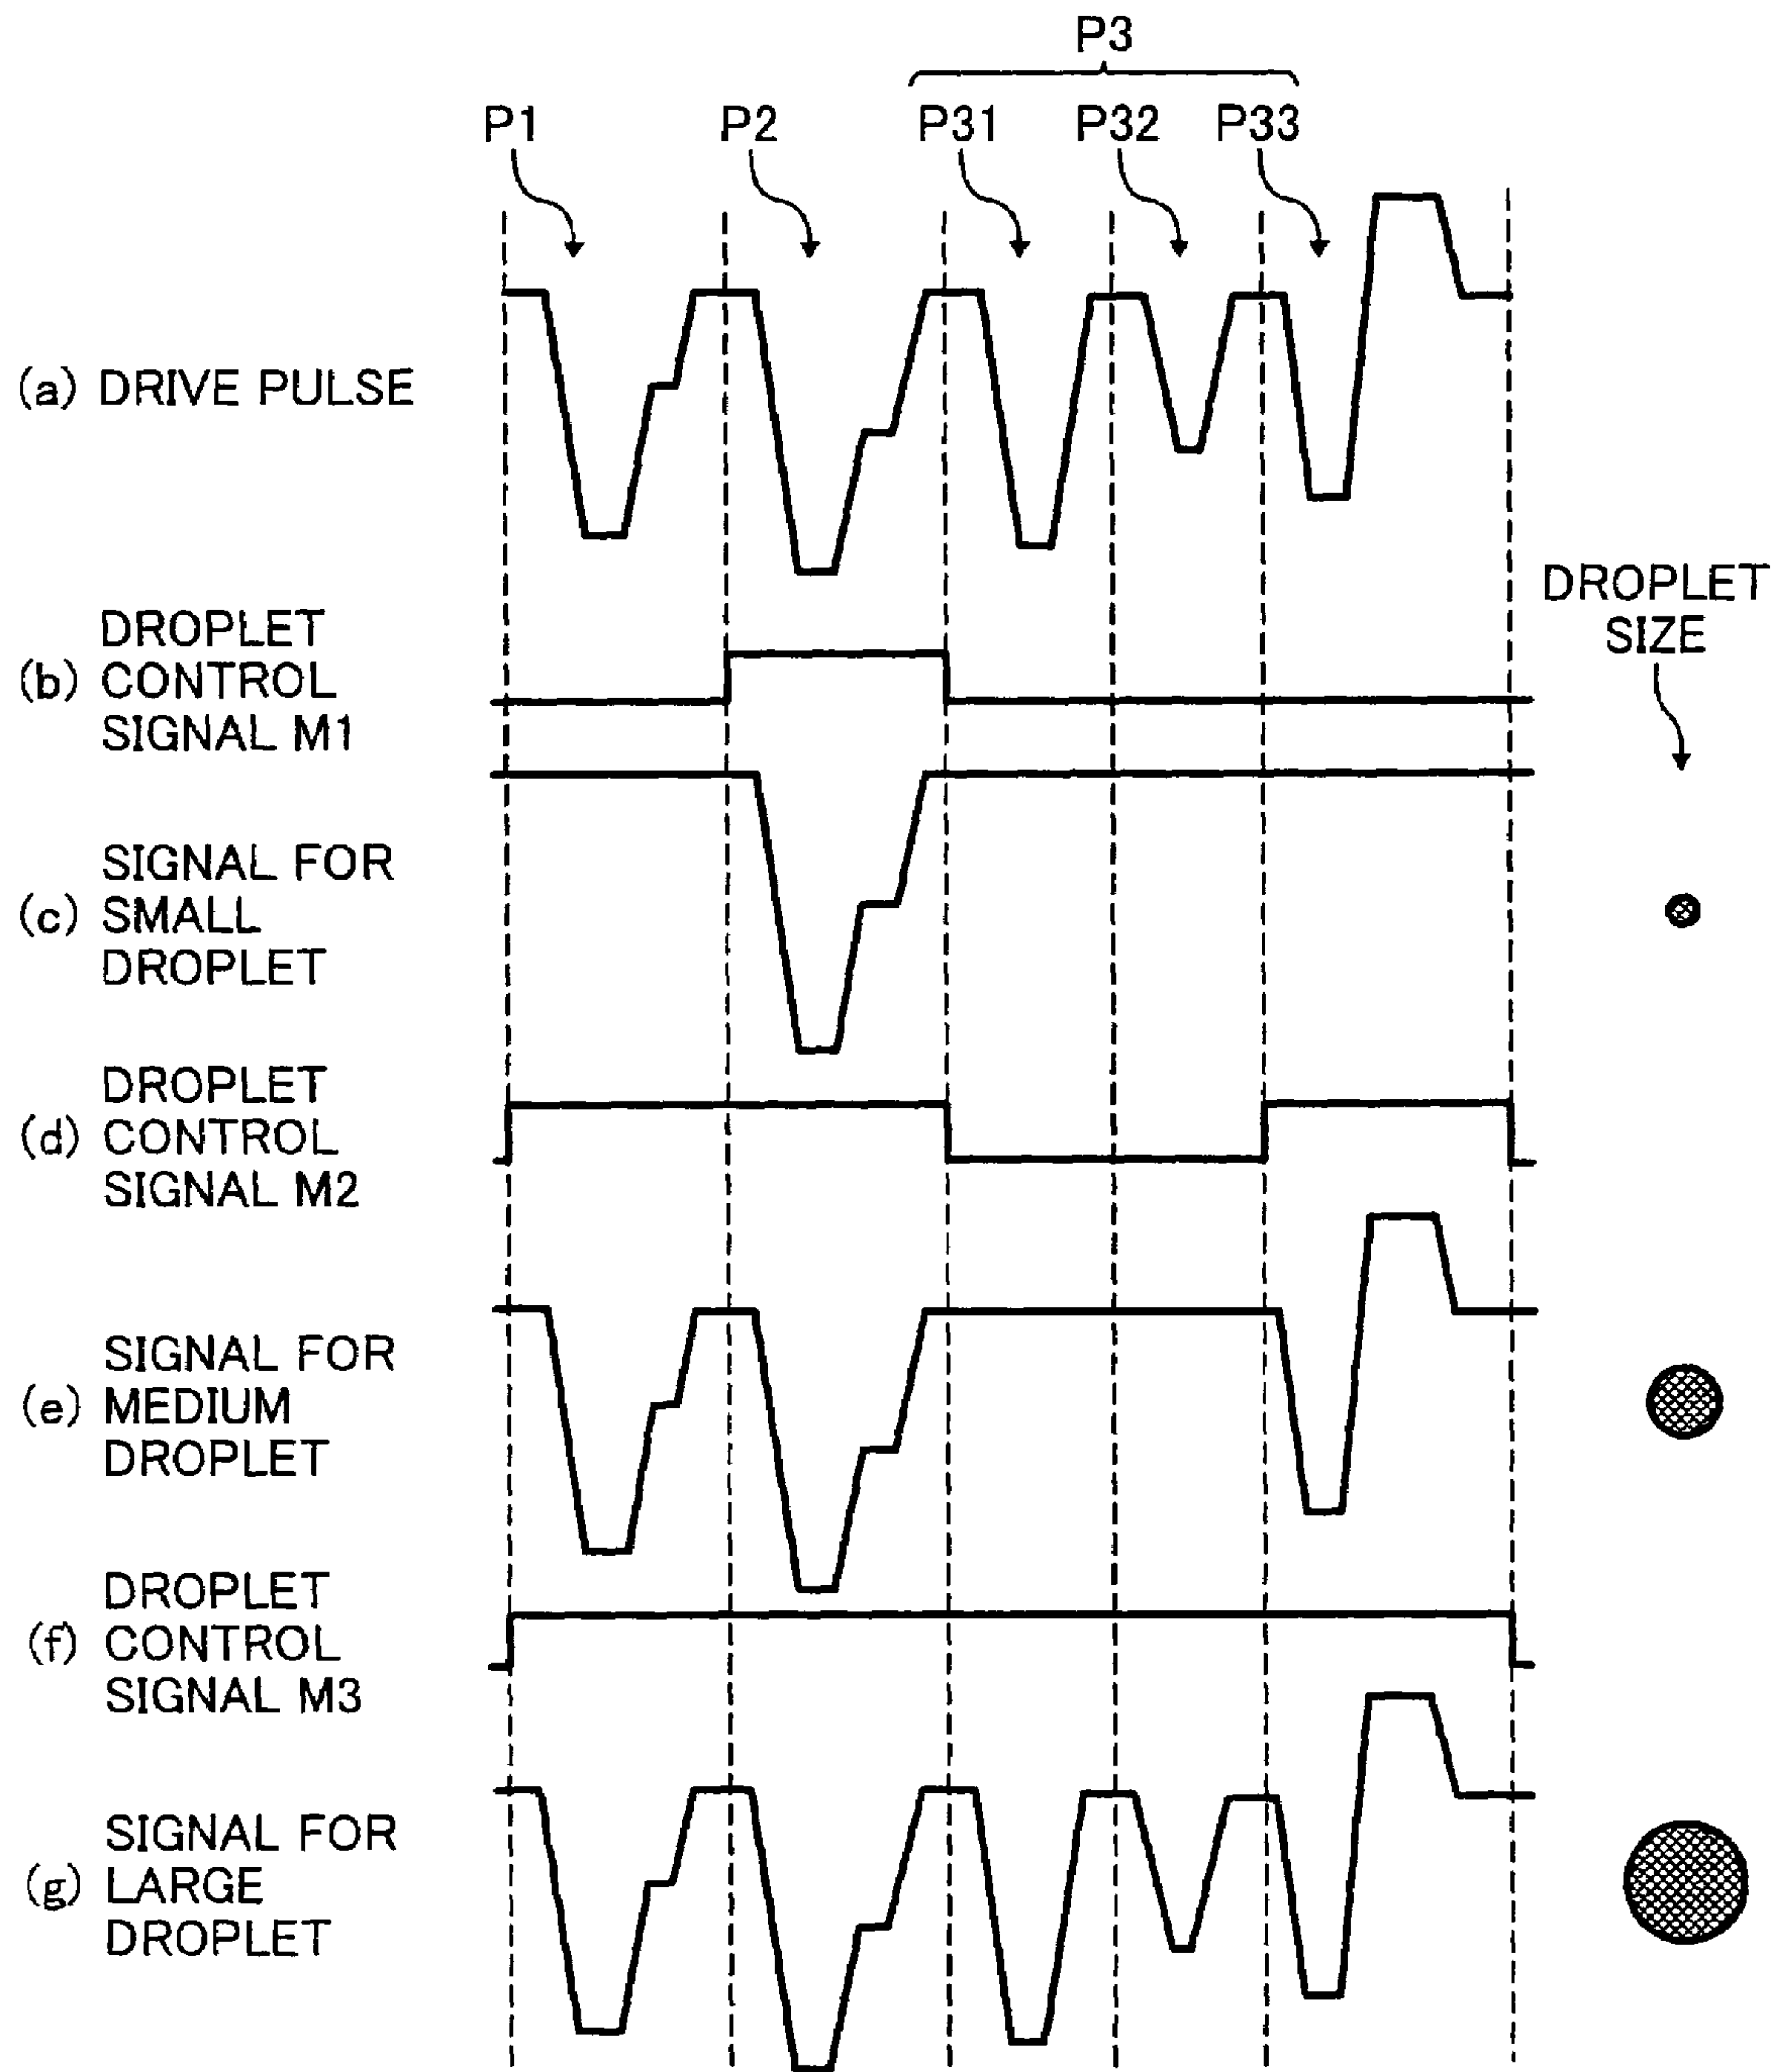 P3
P1 P2 P31 P32 P33
(a) DRIVE PULSE
DROPLET
SIZE
DROPLET
(b) CONTROL
SIGNAL M1
SIGNAL FOR
(c) SMALL
DROPLET
DROPLET
(d) CONTROL
SIGNAL M2
SIGNAL FOR
(e) MEDIUM
DROPLET
DROPLET
(f) CONTROL
SIGNAL M3
SIGNAL FOR
(g) LARGE
DROPLET